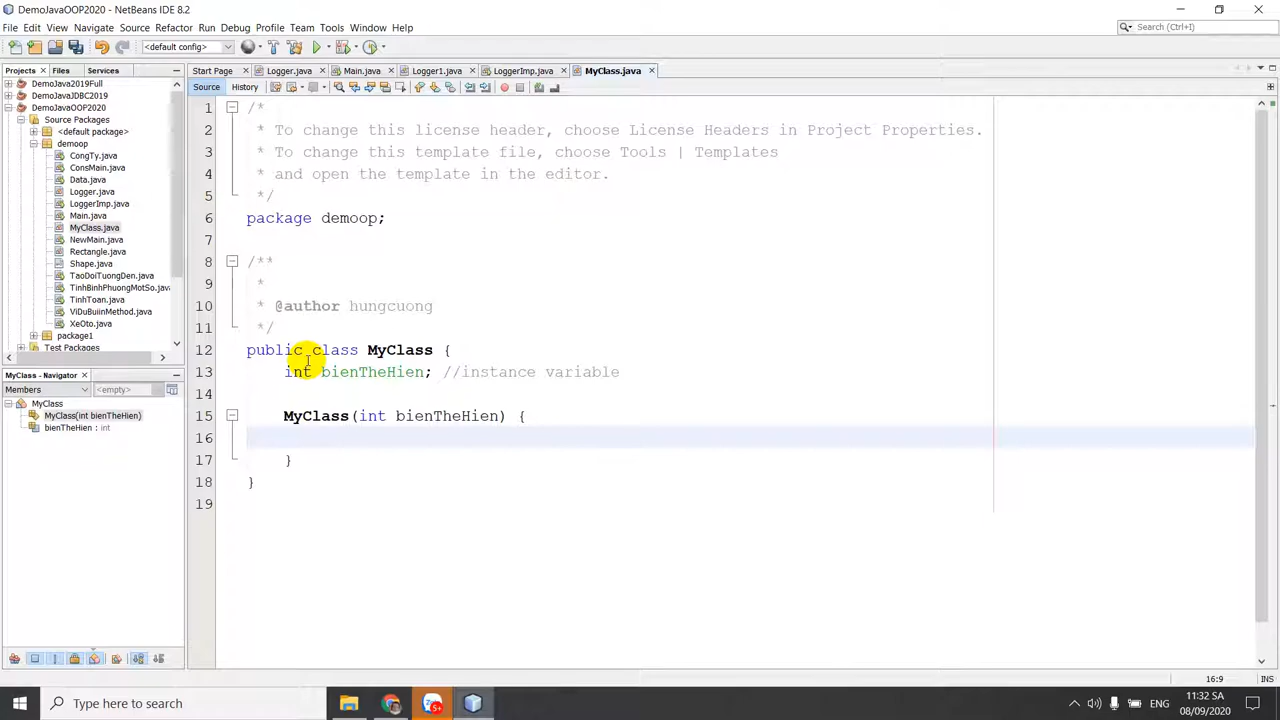 DemoJavaOOP2020 - NetBeans IDE 8.2
File Edit View Navigate Source Refactor Run Debug Profile Team Tools Window Help
Search (Ctrl+I)
<default config>
Projects Files Services
Start Page Logger.java Main.java Logger1.java LoggerImp.java MyClass.java
Source History
DemoJava2019Full
DemoJavaJDBC2019
DemoJavaOOP2020
Source Packages
<default package>
demoop
CongTy.java
ConsMain.java
Data.java
Logger.java
LoggerImp.java
Main.java
MyClass.java
NewMain.java
Rectangle.java
Shape.java
TaoDoiTuongDen.java
TinhBinhPhuongMotSo.java
TinhToan.java
ViDuBuiinMethod.java
XeOto.java
package1
Test Packages
MyClass - Navigator
Members <empty>
MyClass
MyClass(int bienTheHien)
bienTheHien : int
1 /*
2 * To change this license header, choose License Headers in Project Properties.
3 * To change this template file, choose Tools | Templates
4 * and open the template in the editor.
5 */
6 package demoop;
7
8 /**
9 *
10 * @author hungcuong
11 */
12 public class MyClass {
13 int bienTheHien; //instance variable
14
15 MyClass(int bienTheHien) {
16
17 }
18 }
19
16:9 INS
Type here to search
ENG
11:32 SA
08/09/2020